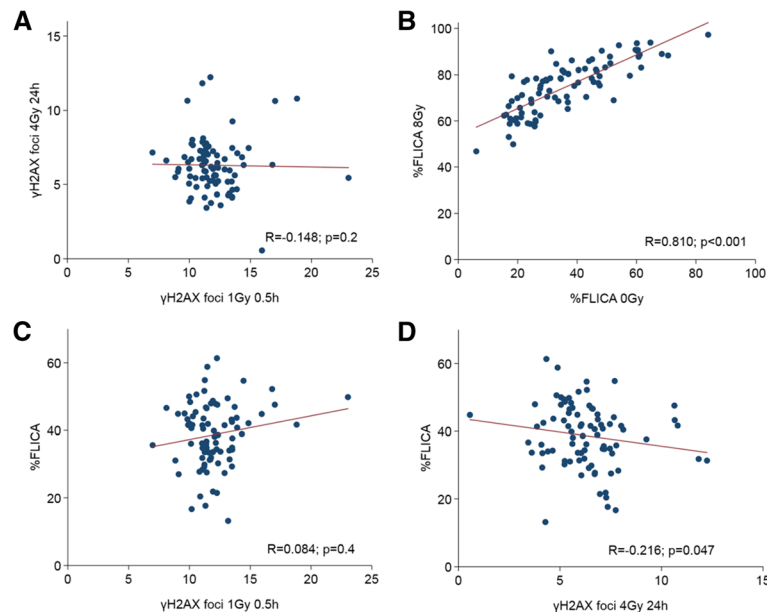 A
15
10
5
0
γH2AX foci 4Gy 24h
R=-0.148; p=0.2
0 5 10 15 20 25
γH2AX foci 1Gy 0.5h
B
100
80
60
40
20
0
%FLICA 8Gy
R=0.810; p<0.001
0 20 40 60 80 100
%FLICA 0Gy
C
60
40
20
0
%FLICA
R=0.084; p=0.4
0 5 10 15 20 25
γH2AX foci 1Gy 0.5h
D
60
40
20
0
%FLICA
R=-0.216; p=0.047
0 5 10 15
γH2AX foci 4Gy 24h